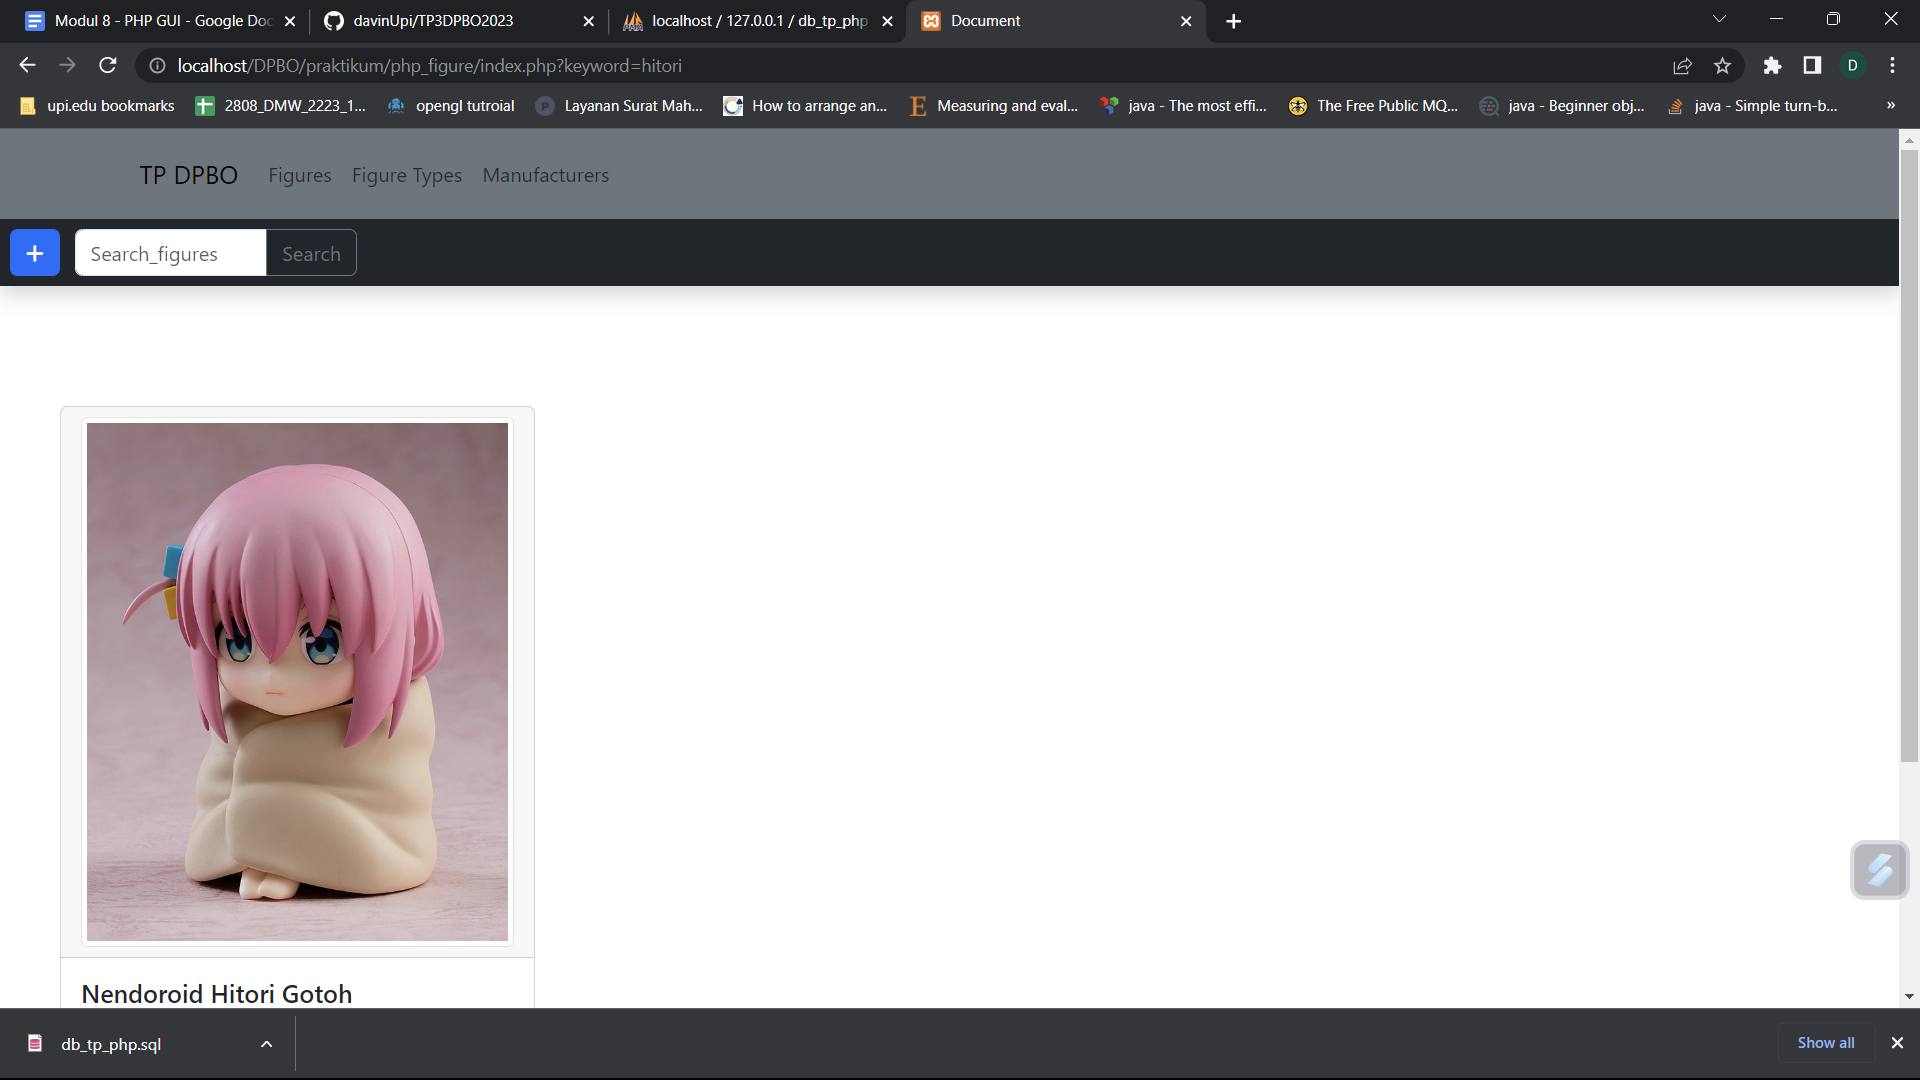 Modul 8 - PHP GUI - Google Doc
davinUpi/TP3DPBO2023
localhost / 127.0.0.1 / db_tp_php
Document
localhost/DPBO/praktikum/php_figure/index.php?keyword=hitori
D
upi.edu bookmarks
2808_DMW_2223_1...
opengl tutroial
Layanan Surat Mah...
How to arrange an...
Measuring and eval...
java - The most effi...
The Free Public MQ...
java - Beginner obj...
java - Simple turn-b...
»
TP DPBO
Figures
Figure Types
Manufacturers
+
Search_figures
Search
Nendoroid Hitori Gotoh
db_tp_php.sql
Show all